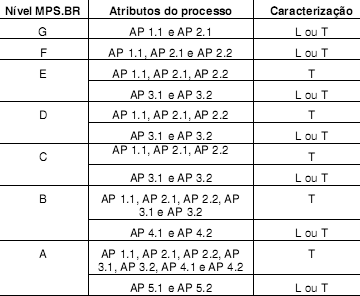 Nível MPS.BR Atributos do processo Caracterização
G AP 1.1 e AP 2.1 L ou T
F AP 1.1, AP 2.1 e AP 2.2 L ou T
E AP 1.1, AP 2.1, AP 2.2 T
AP 3.1 e AP 3.2 L ou T
D AP 1.1, AP 2.1, AP 2.2 T
AP 3.1 e AP 3.2 L ou T
C AP 1.1, AP 2.1, AP 2.2 T
AP 3.1 e AP 3.2 L ou T
B AP 1.1, AP 2.1, AP 2.2, AP T
3.1 e AP 3.2
AP 4.1 e AP 4.2 L ou T
A AP 1.1, AP 2.1, AP 2.2, AP T
3.1, AP 3.2, AP 4.1 e AP 4.2
AP 5.1 e AP 5.2 L ou T